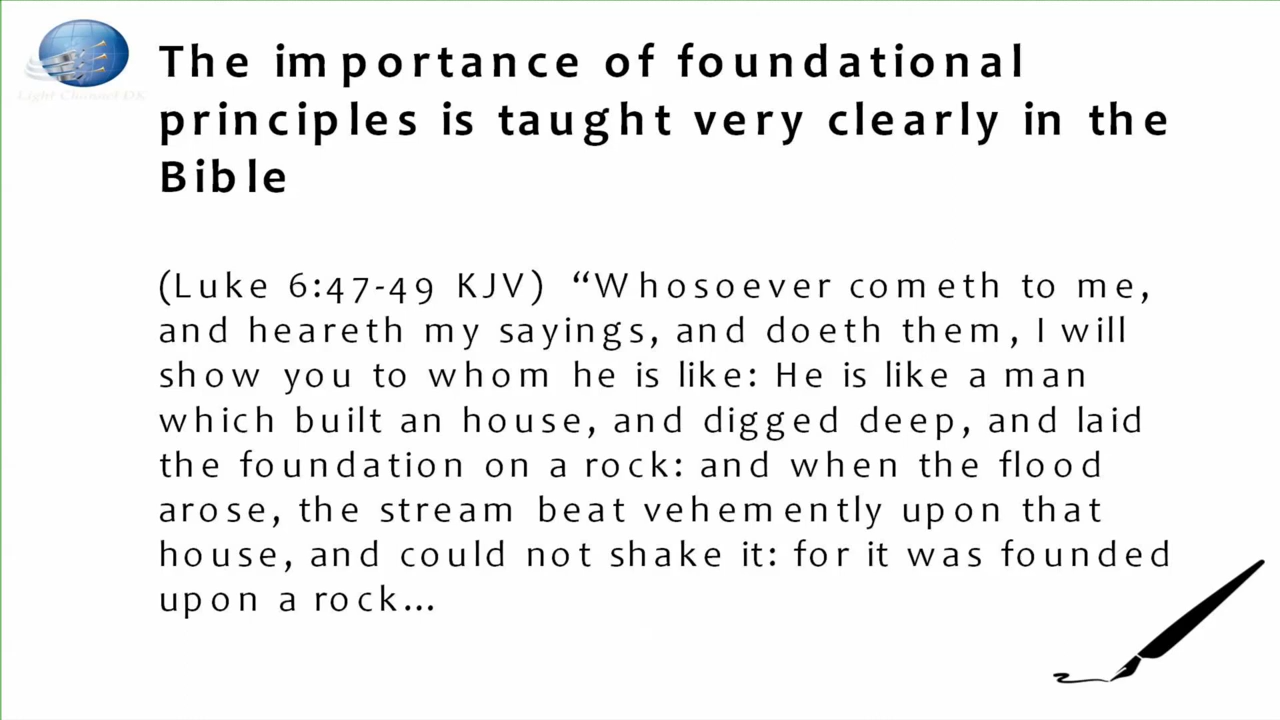 Light Channel DK
The importance of foundational
principles is taught very clearly in the
Bible
(Luke 6:47-49 KJV) “Whosoever cometh to me,
and heareth my sayings, and doeth them, I will
show you to whom he is like: He is like a man
which built an house, and digged deep, and laid
the foundation on a rock: and when the flood
arose, the stream beat vehemently upon that
house, and could not shake it: for it was founded
upon a rock...